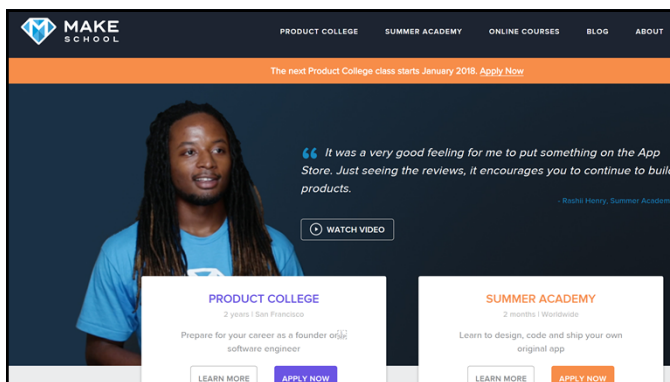 MAKE
SCHOOL
PRODUCT COLLEGE SUMMER ACADEMY ONLINE COURSES BLOG ABOUT
The next Product College class starts January 2018. Apply Now
“ It was a very good feeling for me to put something on the App
Store. Just seeing the reviews, it encourages you to continue to build
products.
- Rashii Henry, Summer Academ
WATCH VIDEO
PRODUCT COLLEGE
2 years | San Francisco
Prepare for your career as a founder or
software engineer
LEARN MORE APPLY NOW
SUMMER ACADEMY
2 months | Worldwide
Learn to design, code and ship your own
original app
LEARN MORE APPLY NOW